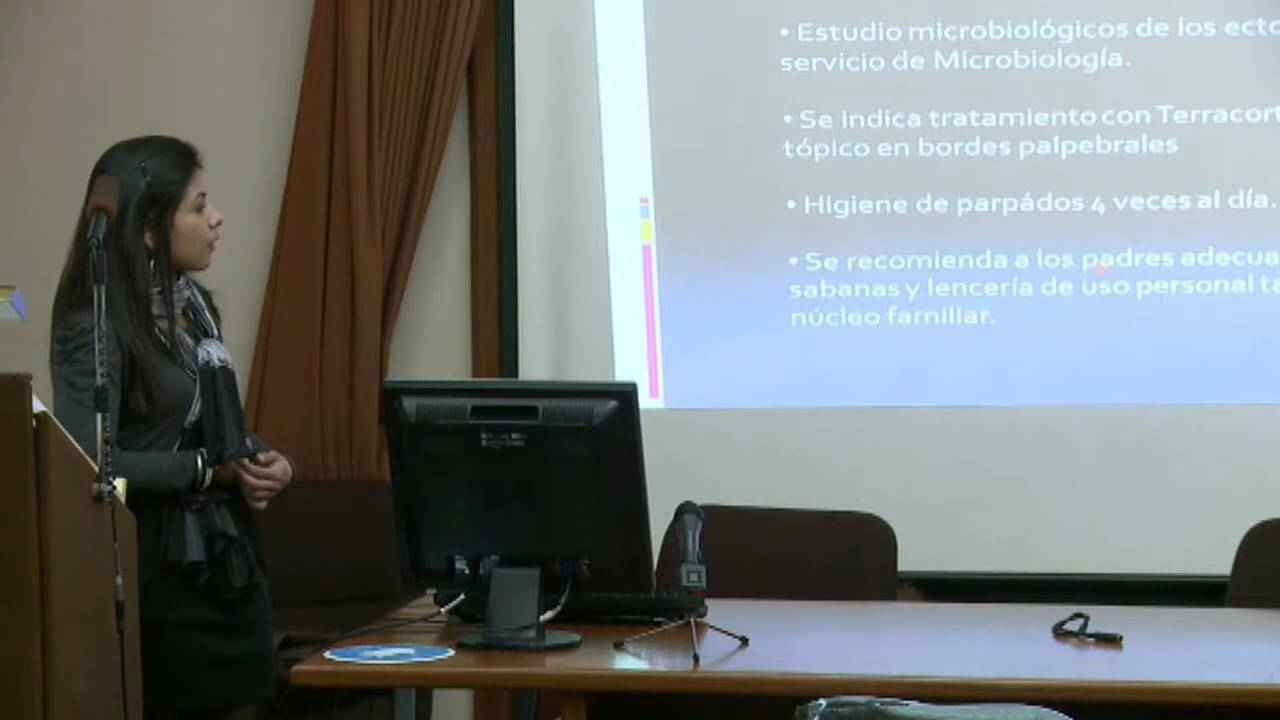 • Estudio microbiológicos de los ecto
servicio de Microbiología.
• Se indica tratamiento con Terracort
tópico en bordes palpebrales
• Higiene de parpádos 4 veces al día.
• Se recomienda a los padres adecua
sabanas y lencería de uso personal ta
núcleo familiar.